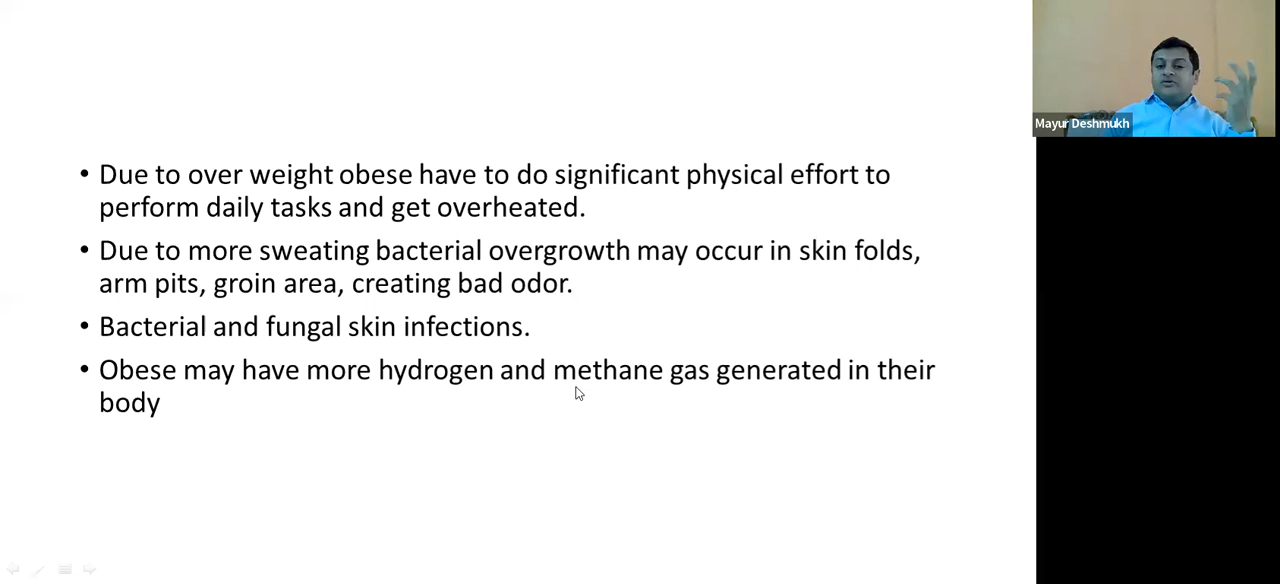 • Due to over weight obese have to do significant physical effort to
perform daily tasks and get overheated.
• Due to more sweating bacterial overgrowth may occur in skin folds,
arm pits, groin area, creating bad odor.
• Bacterial and fungal skin infections.
• Obese may have more hydrogen and methane gas generated in their
body
Mayur Deshmukh